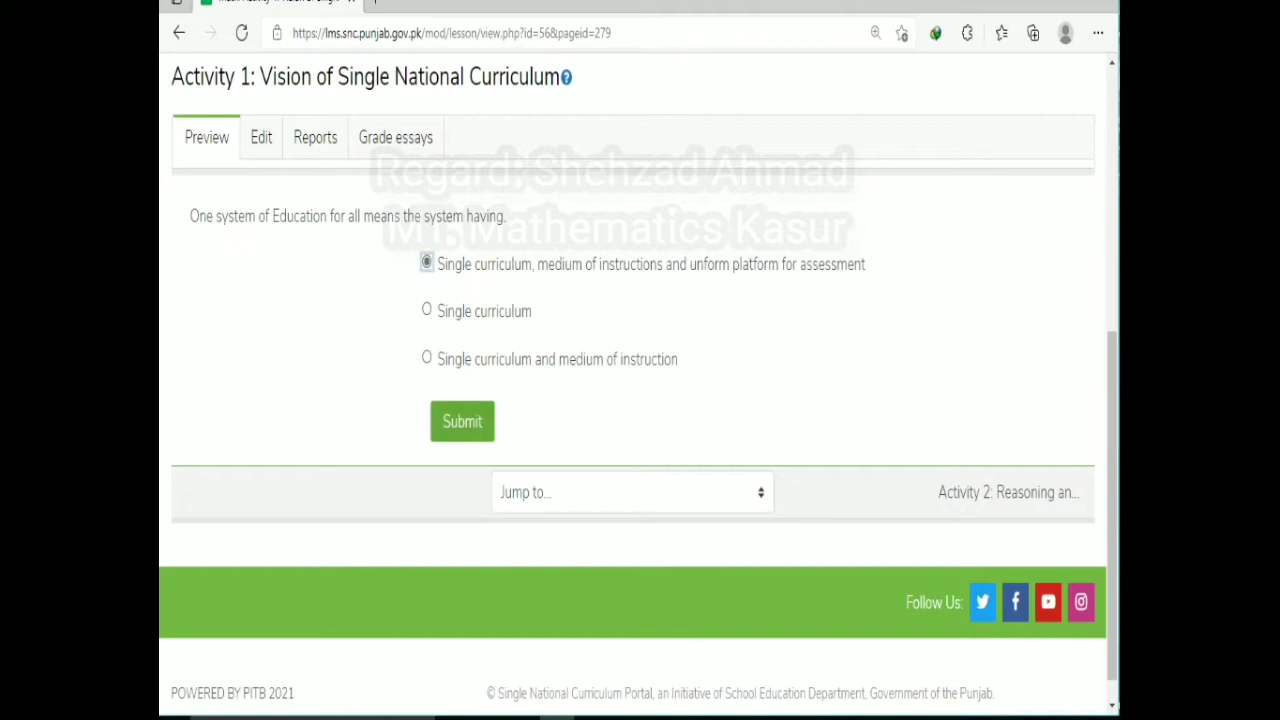 https://lms.snc.punjab.gov.pk/mod/lesson/view.php?id=56&pageid=279
Activity 1: Vision of Single National Curriculum
Preview
Edit
Reports
Grade essays
Regard: Shehzad Ahmad
MT, Mathematics Kasur
One system of Education for all means the system having.
Single curriculum, medium of instructions and unform platform for assessment
Single curriculum
Single curriculum and medium of instruction
Submit
Jump to...
Activity 2: Reasoning an...
Follow Us:
POWERED BY PITB 2021
© Single National Curriculum Portal, an Initiative of School Education Department, Government of the Punjab.